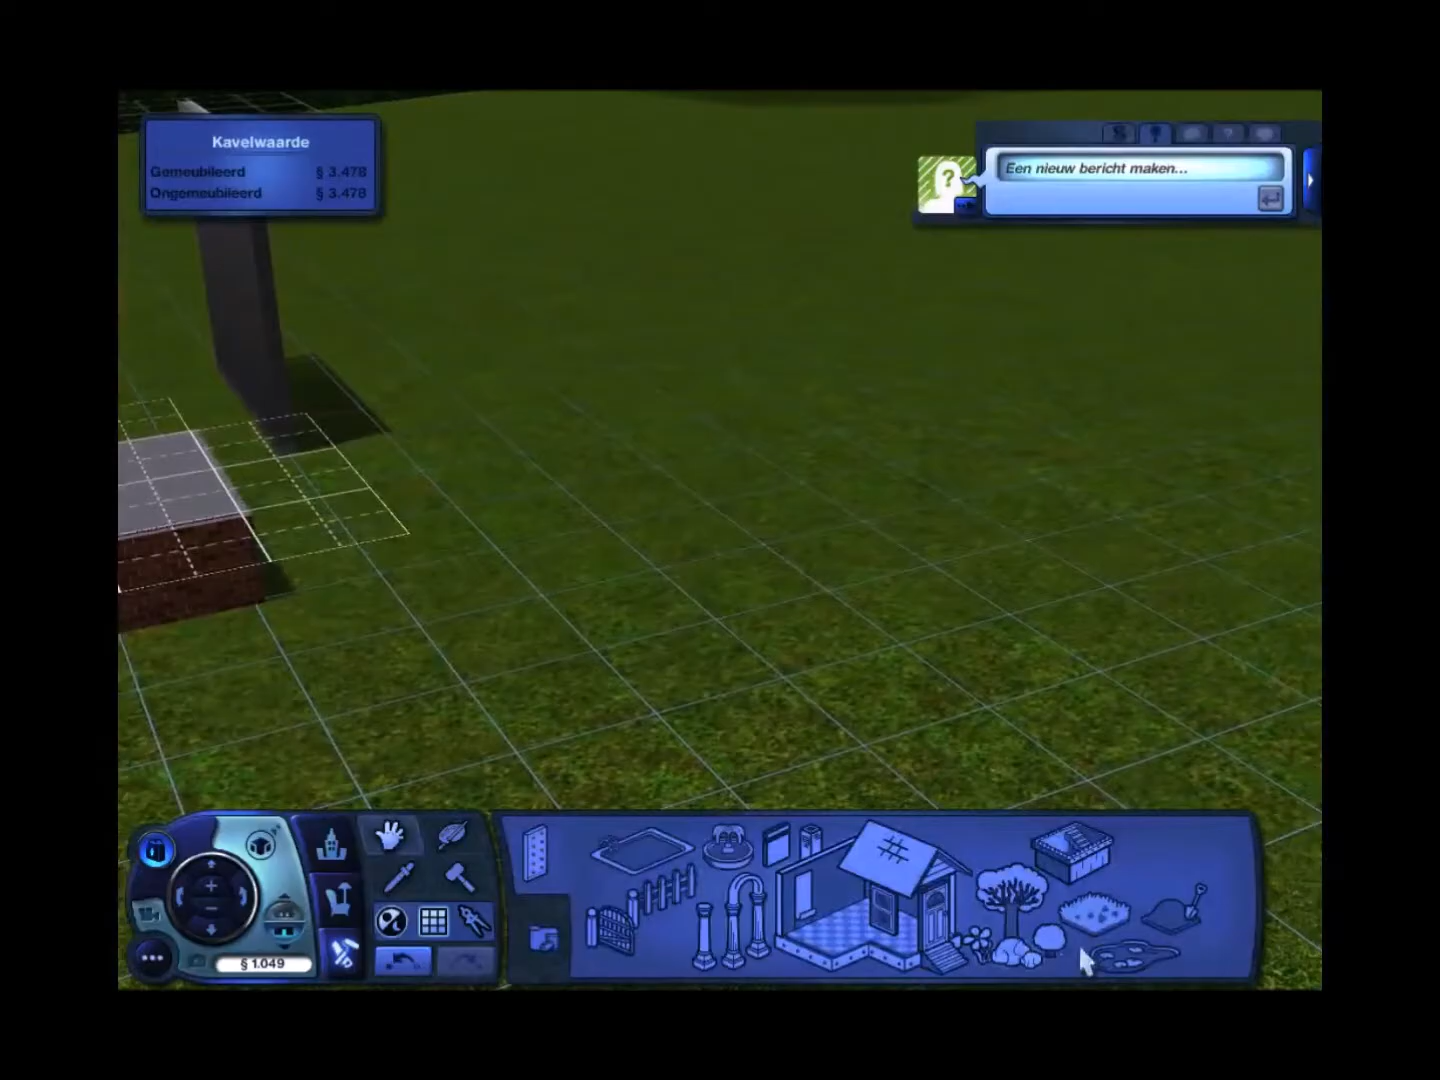 Kavelwaarde
Gemeubileerd § 3.478
Ongemeubileerd § 3.478
Een nieuw bericht maken...
§ 1.049